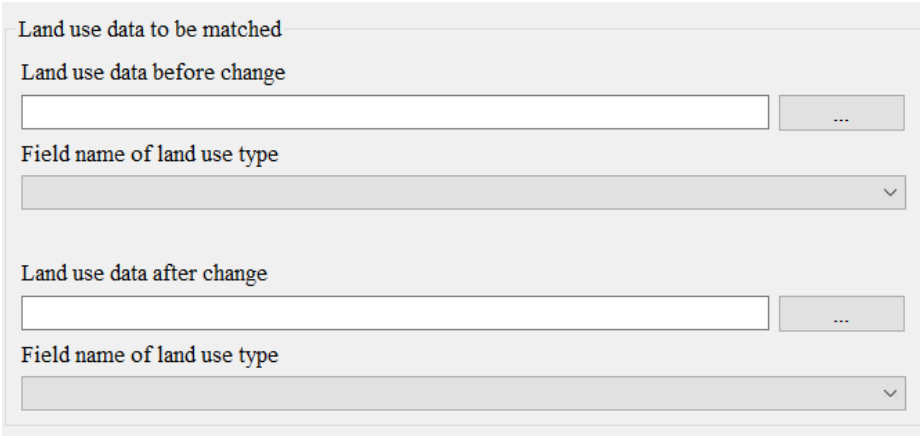 Land use data to be matched
Land use data before change
...
Field name of land use type
Land use data after change
...
Field name of land use type